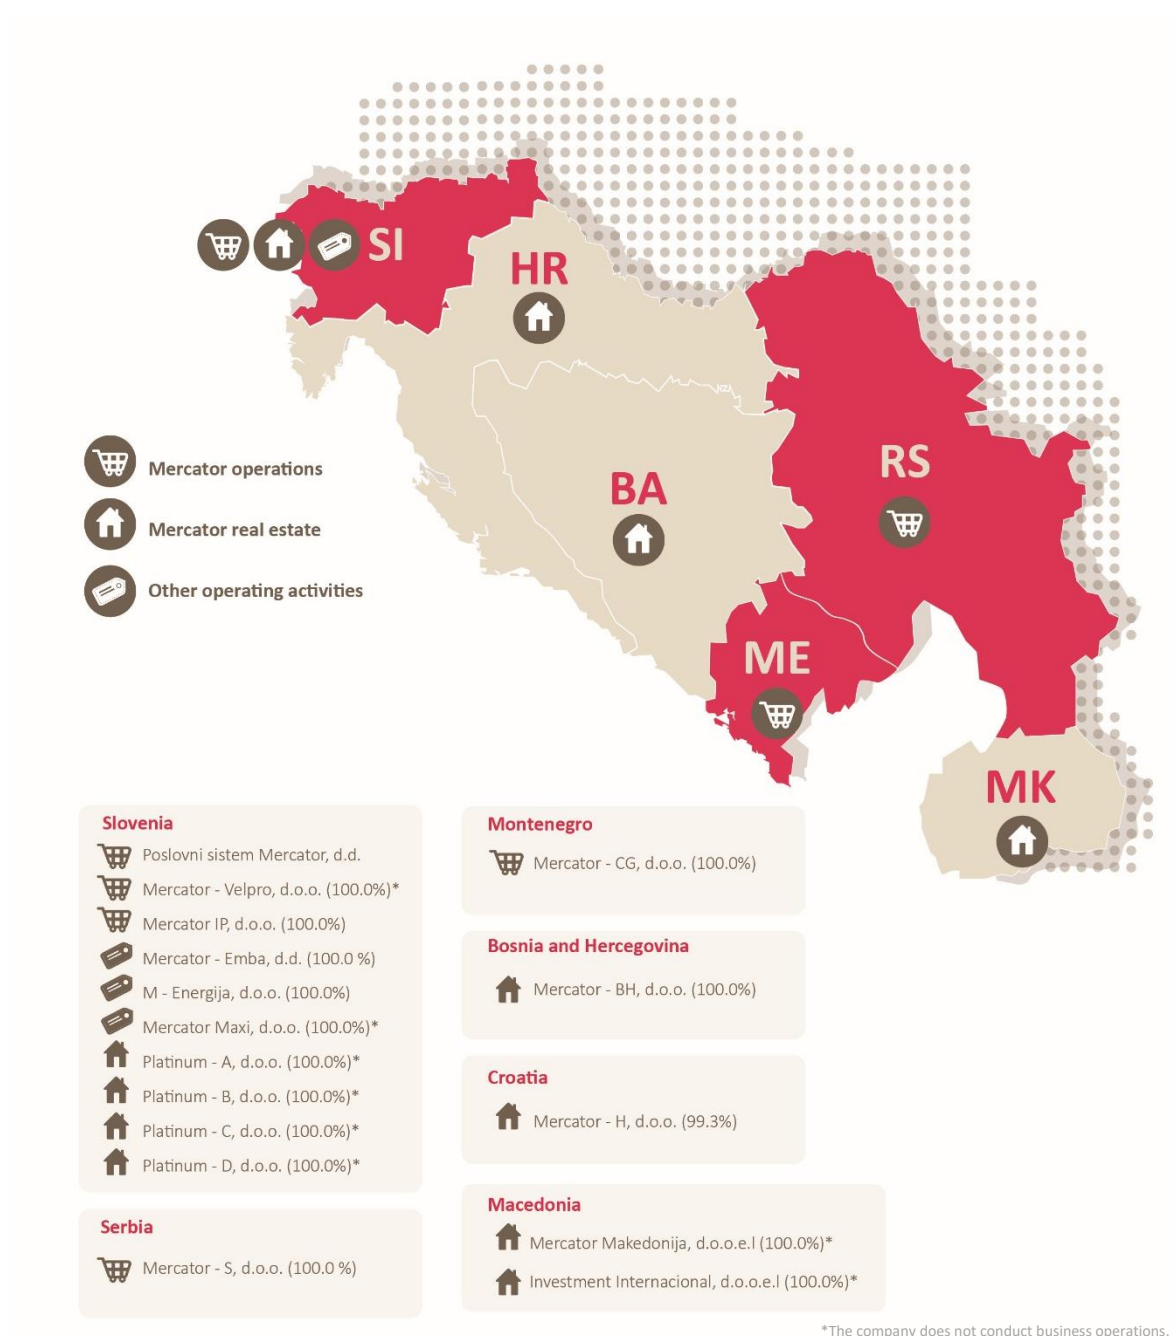 SI
HR
BA
RS
ME
MK
Mercator operations
Mercator real estate
Other operating activities
Slovenia
Poslovni sistem Mercator, d.d.
Mercator - Velpro, d.o.o. (100.0%)*
Mercator IP, d.o.o. (100.0%)
Mercator - Emba, d.d. (100.0 %)
M - Energija, d.o.o. (100.0%)
Mercator Maxi, d.o.o. (100.0%)*
Platinum - A, d.o.o. (100.0%)*
Platinum - B, d.o.o. (100.0%)*
Platinum - C, d.o.o. (100.0%)*
Platinum - D, d.o.o. (100.0%)*
Serbia
Mercator - S, d.o.o. (100.0 %)
Montenegro
Mercator - CG, d.o.o. (100.0%)
Bosnia and Hercegovina
Mercator - BH, d.o.o. (100.0%)
Croatia
Mercator - H, d.o.o. (99.3%)
Macedonia
Mercator Makedonija, d.o.o.e.l (100.0%)*
Investment Internacional, d.o.o.e.l (100.0%)*
*The company does not conduct business operations.